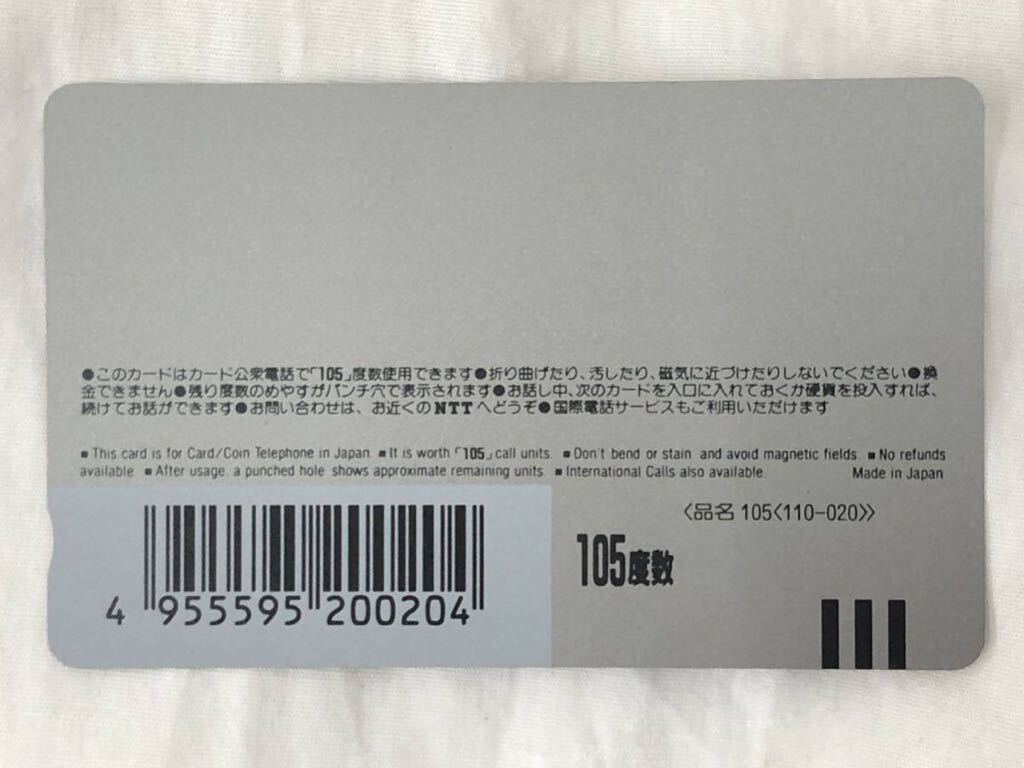 ●このカードはカード公衆電話で｢105｣度数使用できます●折り曲げたり、汚したり、磁気に近づけたりしないでください●換
金できません●残り度数のめやすがパンチ穴で表示されます●お話し中、次のカードを入口に入れておくか硬貨を投入すれば、
続けてお話ができます●お問い合わせは、お近くのNTTへどうぞ●国際電話サービスもご利用いただけます
■This card is for Card/Coin Telephone in Japan ■It is worth ｢105｣ call units. ■Don't bend or stain and avoid magnetic fields. ■No refunds
available. ■After usage, a punched hole shows approximate remaining units. ■International Calls also available. Made in Japan
〈品名 105〈110-020〉〉
105度数
4 955595 200204